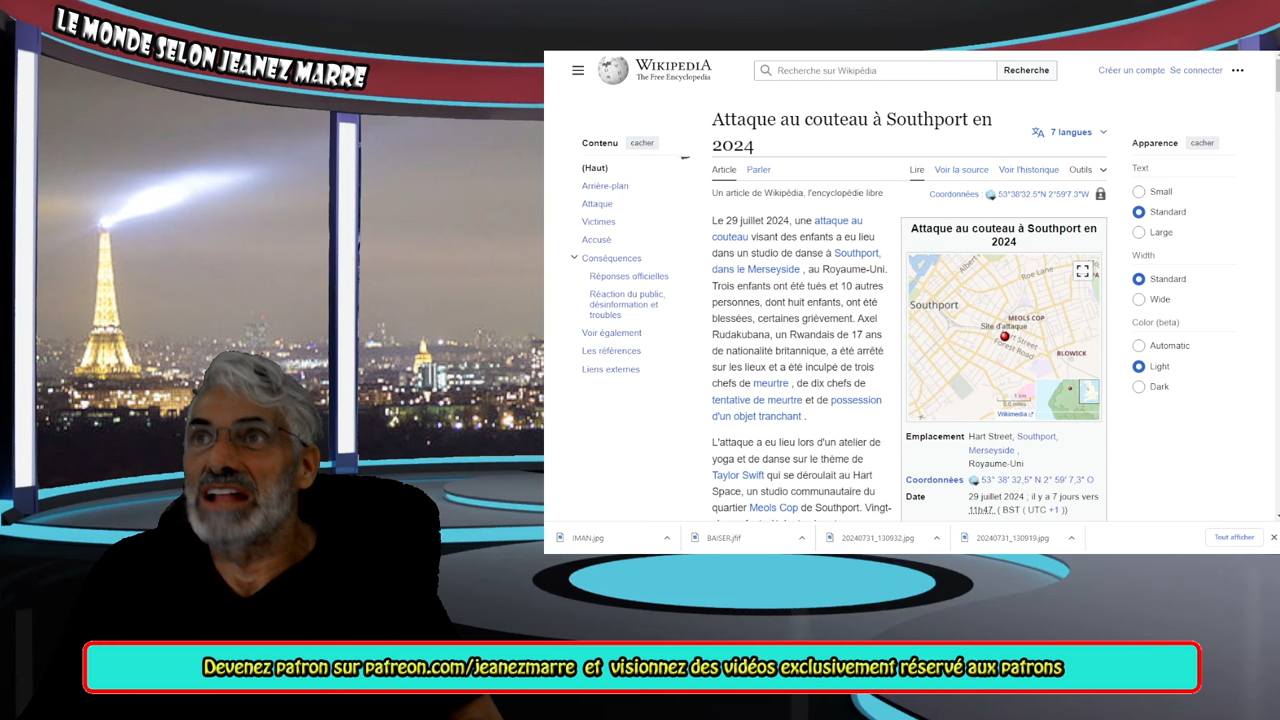 LE MONDE SELON JEANEZ MARRE
WIKIPEDIA
The Free Encyclopedia
Recherche sur Wikipédia
Recherche
Créer un compte Se connecter
Attaque au couteau à Southport en
2024
7 langues
Article Parler
Lire Voir la source Voir l'historique Outils
Un article de Wikipédia, l'encyclopédie libre
Coordonnées : 53°38′32.5″N 2°59′7.3″W
Contenu cacher
(Haut)
Arrière-plan
Attaque
Victimes
Accusé
Conséquences
Réponses officielles
Réaction du public,
désinformation et
troubles
Voir également
Les références
Liens externes
Le 29 juillet 2024, une attaque au
couteau visant des enfants a eu lieu
dans un studio de danse à Southport,
dans le Merseyside , au Royaume-Uni.
Trois enfants ont été tués et 10 autres
personnes, dont huit enfants, ont été
blessées, certaines grièvement. Axel
Rudakubana, un Rwandais de 17 ans
de nationalité britannique, a été arrêté
sur les lieux et a été inculpé de trois
chefs de meurtre , de dix chefs de
tentative de meurtre et de possession
d'un objet tranchant .
L'attaque a eu lieu lors d'un atelier de
yoga et de danse sur le thème de
Taylor Swift qui se déroulait au Hart
Space, un studio communautaire du
quartier Meols Cop de Southport. Vingt-
Attaque au couteau à Southport en
2024
Albert
Roe Lane
Southport
MEOLS COP
Site d'attaque
Street
Forest Road
BLOWICK
1 km
Wikimedia
Emplacement Hart Street, Southport,
Merseyside ,
Royaume-Uni
Coordonnées 53° 38′ 32,5″ N 2° 59′ 7,3″ O
Date 29 juillet 2024 ; il y a 7 jours vers
11h47 ( BST ( UTC +1 ))
Apparence cacher
Text
Small
Standard
Large
Width
Standard
Wide
Color (beta)
Automatic
Light
Dark
IMAN.jpg
BAISER.jfif
20240731_130932.jpg
20240731_130919.jpg
Tout afficher
Devenez patron sur patreon.com/jeanezmarre et visionnez des vidéos exclusivement réservé aux patrons